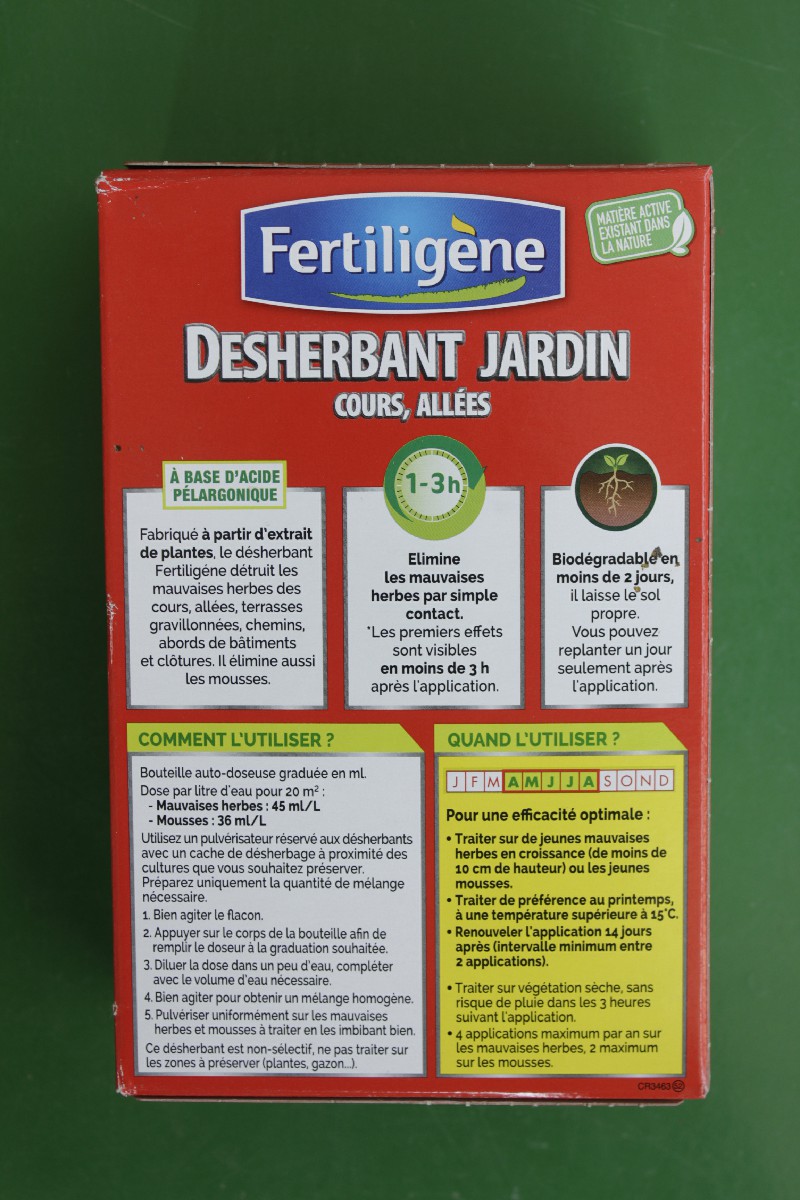 MATIÈRE ACTIVE
EXISTANT DANS
LA NATURE
Fertiligène
DESHERBANT JARDIN
COURS, ALLÉES
À BASE D'ACIDE
PÉLARGONIQUE
Fabriqué à partir d'extrait
de plantes, le désherbant
Fertiligène détruit les
mauvaises herbes des
cours, allées, terrasses
gravillonnées, chemins,
abords de bâtiments
et clôtures. Il élimine aussi
les mousses.
1-3h
Elimine
les mauvaises
herbes par simple
contact.
*Les premiers effets
sont visibles
en moins de 3 h
après l'application.
Biodégradable en
moins de 2 jours,
il laisse le sol
propre.
Vous pouvez
replanter un jour
seulement après
l'application.
COMMENT L'UTILISER ?
Bouteille auto-doseuse graduée en ml.
Dose par litre d'eau pour 20 m² :
- Mauvaises herbes : 45 ml/L
- Mousses : 36 ml/L
Utilisez un pulvérisateur réservé aux désherbants
avec un cache de désherbage à proximité des
cultures que vous souhaitez préserver.
Préparez uniquement la quantité de mélange
nécessaire.
1. Bien agiter le flacon.
2. Appuyer sur le corps de la bouteille afin de
remplir le doseur à la graduation souhaitée.
3. Diluer la dose dans un peu d'eau, compléter
avec le volume d'eau nécessaire.
4. Bien agiter pour obtenir un mélange homogène.
5. Pulvériser uniformément sur les mauvaises
herbes et mousses à traiter en les imbibant bien.
Ce désherbant est non-sélectif, ne pas traiter sur
les zones à préserver (plantes, gazon...).
QUAND L'UTILISER ?
J F M A M J J A S O N D
Pour une efficacité optimale :
• Traiter sur de jeunes mauvaises
herbes en croissance (de moins de
10 cm de hauteur) ou les jeunes
mousses.
• Traiter de préférence au printemps,
à une température supérieure à 15°C.
• Renouveler l'application 14 jours
après (intervalle minimum entre
2 applications).
• Traiter sur végétation sèche, sans
risque de pluie dans les 3 heures
suivant l'application.
• 4 applications maximum par an sur
les mauvaises herbes, 2 maximum
sur les mousses.
CR3463 52